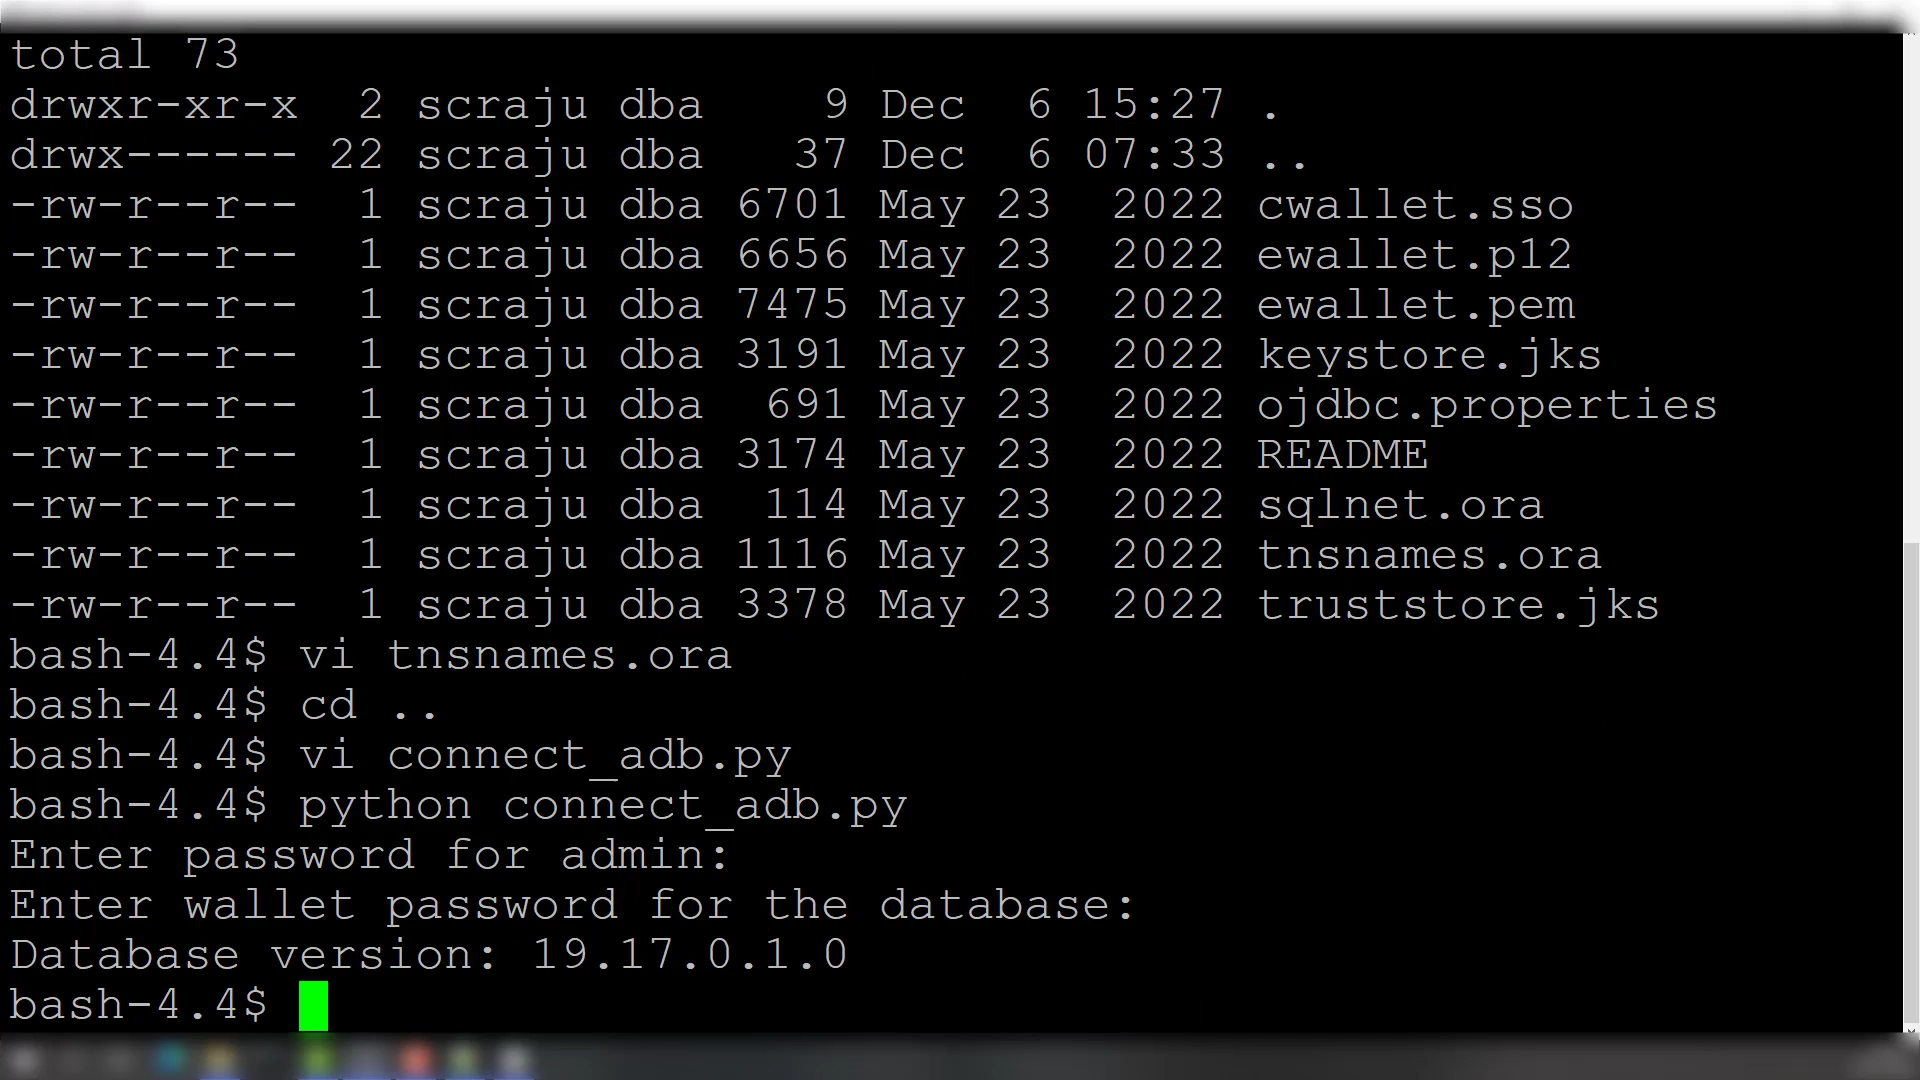 total 73
drwxr-xr-x  2 scraju dba    9 Dec  6 15:27 .
drwx------ 22 scraju dba   37 Dec  6 07:33 ..
-rw-r--r--  1 scraju dba 6701 May 23  2022 cwallet.sso
-rw-r--r--  1 scraju dba 6656 May 23  2022 ewallet.p12
-rw-r--r--  1 scraju dba 7475 May 23  2022 ewallet.pem
-rw-r--r--  1 scraju dba 3191 May 23  2022 keystore.jks
-rw-r--r--  1 scraju dba  691 May 23  2022 ojdbc.properties
-rw-r--r--  1 scraju dba 3174 May 23  2022 README
-rw-r--r--  1 scraju dba  114 May 23  2022 sqlnet.ora
-rw-r--r--  1 scraju dba 1116 May 23  2022 tnsnames.ora
-rw-r--r--  1 scraju dba 3378 May 23  2022 truststore.jks
bash-4.4$ vi tnsnames.ora
bash-4.4$ cd ..
bash-4.4$ vi connect_adb.py
bash-4.4$ python connect_adb.py
Enter password for admin:
Enter wallet password for the database:
Database version: 19.17.0.1.0
bash-4.4$